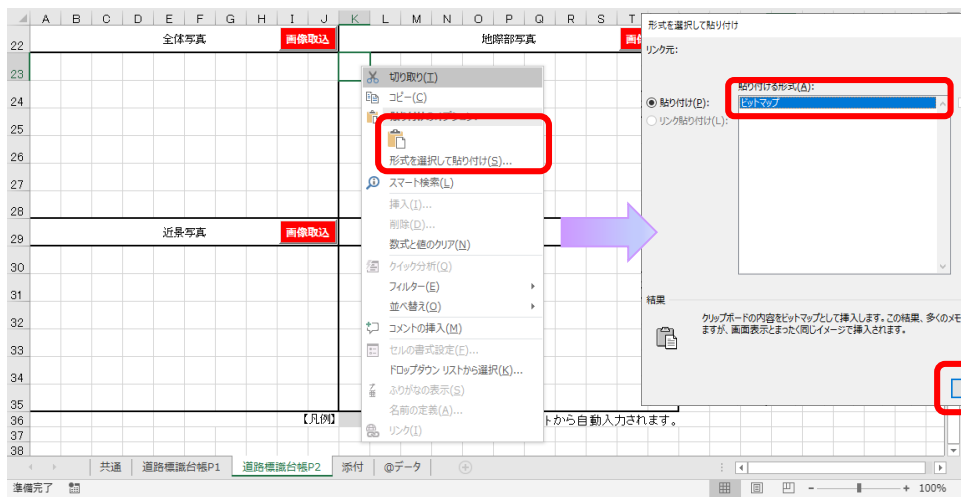 A B C D E F G H I J K L M N O P Q R S T
22 全体写真 画像取込 地際部写真
23
24
25
26
27
28
29 近景写真 画像取込
30
31
32
33
34
35
36 【凡例】 トから自動入力されます。
37
38
切り取り(T)
コピー(C)
形式を選択して貼り付け(S)...
スマート検索(L)
挿入(I)...
削除(D)...
数式と値のクリア(N)
クイック分析(Q)
フィルター(E)
並べ替え(O)
コメントの挿入(M)
セルの書式設定(F)...
ドロップダウン リストから選択(K)...
ふりがなの表示(S)
名前の定義(A)...
リンク(I)
形式を選択して貼り付け
リンク元:
貼り付ける形式(A):
貼り付け(P):
ビットマップ
リンク貼り付け(L):
結果
クリップボードの内容をビットマップとして挿入します。この結果、多くのメモ
ますが、画面表示とまったく同じイメージで挿入されます。
共通 道路標識台帳P1 道路標識台帳P2 添付 @データ
準備完了 100%